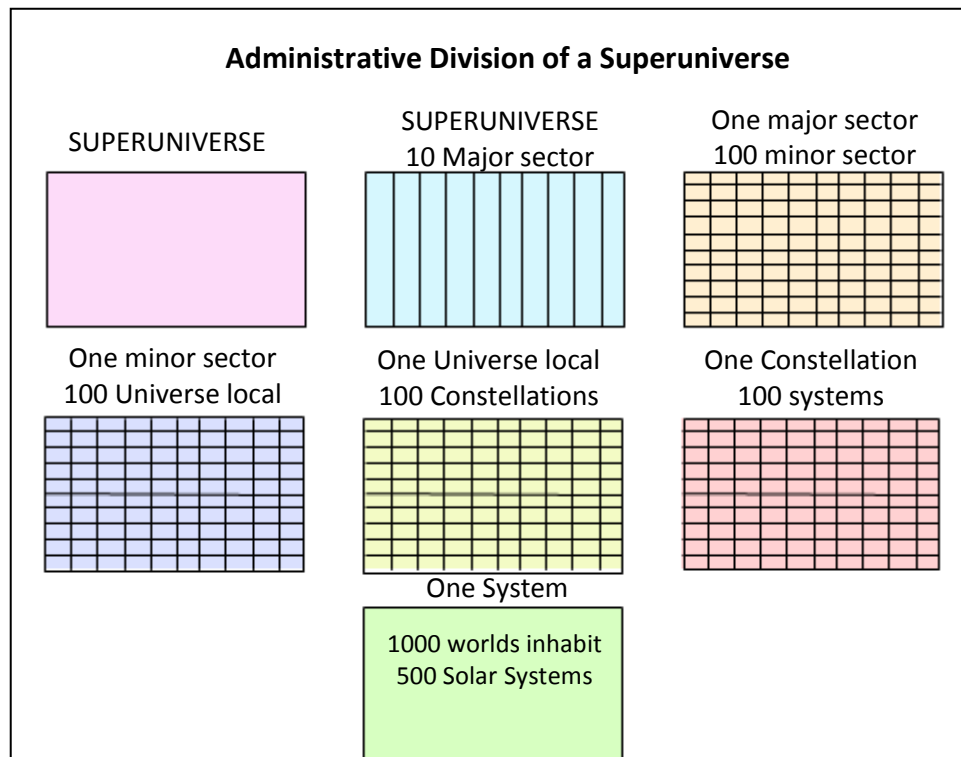 Administrative Division of a Superuniverse
SUPERUNIVERSE
SUPERUNIVERSE
10 Major sector
One major sector
100 minor sector
One minor sector
100 Universe local
One Universe local
100 Constellations
One Constellation
100 systems
One System
1000 worlds inhabit
500 Solar Systems